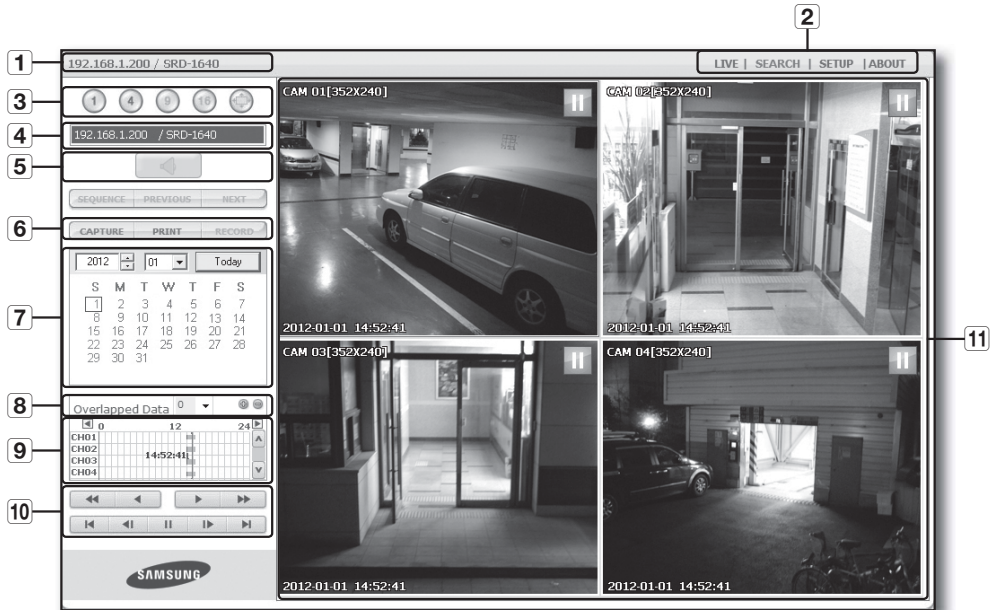 2
1
192.168.1.200 / SRD-1640
LIVE | SEARCH | SETUP | ABOUT
3
1 4 9 16
4
192.168.1.200 / SRD-1640
5
SEQUENCE PREVIOUS NEXT
6
CAPTURE PRINT RECORD
7
2012 01 Today
S M T W T F S
1 2 3 4 5 6 7
8 9 10 11 12 13 14
15 16 17 18 19 20 21
22 23 24 25 26 27 28
29 30 31
8
Overlapped Data 0
9
0 12 24
CH01
CH02
14:52:41
CH03
CH04
10
SAMSUNG
CAM 01[352X240]
2012-01-01 14:52:41
CAM 02[352X240]
2012-01-01 14:52:41
CAM 03[352X240]
2012-01-01 14:52:41
CAM 04[352X240]
2012-01-01 14:52:41
11